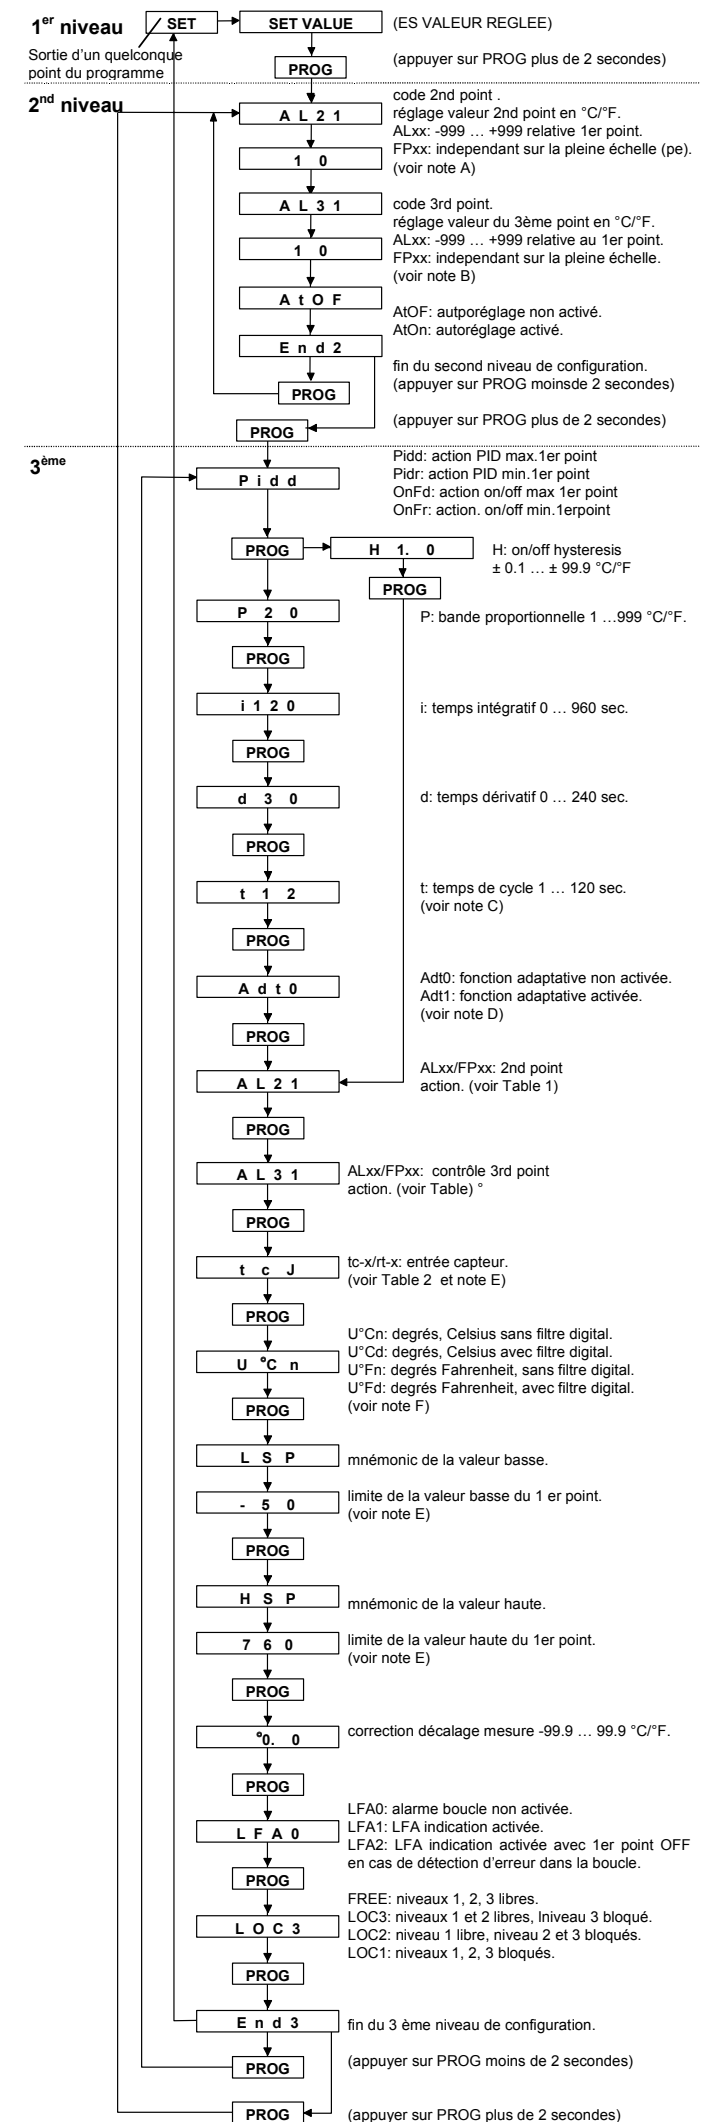 1er niveau
SET
SET VALUE
(ES VALEUR REGLEE)
Sortie d'un quelconque
point du programme
PROG
(appuyer sur PROG plus de 2 secondes)
2nd niveau
code 2nd point .
A L 2 1
réglage valeur 2nd point en °C/°F.
ALxx: -999 … +999 relative 1er point.
FPxx: independant sur la pleine échelle (pe).
1 0
(voir note A)
A L 3 1
code 3rd point.
réglage valeur du 3ème point en °C/°F.
ALxx: -999 … +999 relative au 1er point.
1 0
FPxx: independant sur la pleine échelle.
(voir note B)
A t O F
AtOF: autporéglage non activé.
AtOn: autoréglage activé.
E n d 2
fin du second niveau de configuration.
PROG
(appuyer sur PROG moinsde 2 secondes)
PROG
(appuyer sur PROG plus de 2 secondes)
3ème
P i d d
Pidd: action PID max.1er point
Pidr: action PID min.1er point
OnFd: action on/off max 1er point
OnFr: action. on/off min.1erpoint
PROG
H 1. 0
H: on/off hysteresis
± 0.1 … ± 99.9 °C/°F
PROG
P 2 0
P: bande proportionnelle 1 …999 °C/°F.
PROG
i 1 2 0
i: temps intégratif 0 … 960 sec.
PROG
d 3 0
d: temps dérivatif 0 … 240 sec.
PROG
t 1 2
t: temps de cycle 1 … 120 sec.
(voir note C)
PROG
A d t 0
Adt0: fonction adaptative non activée.
Adt1: fonction adaptative activée.
(voir note D)
PROG
A L 2 1
ALxx/FPxx: 2nd point
action. (voir Table 1)
PROG
A L 3 1
ALxx/FPxx: contrôle 3rd point
action. (voir Table) °
PROG
t c J
tc-x/rt-x: entrée capteur.
(voir Table 2 et note E)
PROG
U °C n
U°Cn: degrés, Celsius sans filtre digital.
U°Cd: degrés, Celsius avec filtre digital.
U°Fn: degrés Fahrenheit, sans filtre digital.
U°Fd: degrés Fahrenheit, avec filtre digital.
(voir note F)
PROG
L S P
mnémonic de la valeur basse.
- 5 0
limite de la valeur basse du 1 er point.
(voir note E)
PROG
H S P
mnémonic de la valeur haute.
7 6 0
limite de la valeur haute du 1er point.
(voir note E)
PROG
°0. 0
correction décalage mesure -99.9 … 99.9 °C/°F.
PROG
L F A 0
LFA0: alarme boucle non activée.
LFA1: LFA indication activée.
LFA2: LFA indication activée avec 1er point OFF
en cas de détection d'erreur dans la boucle.
PROG
L O C 3
FREE: niveaux 1, 2, 3 libres.
LOC3: niveaux 1 et 2 libres, lniveau 3 bloqué.
LOC2: niveau 1 libre, niveau 2 et 3 bloqués.
LOC1: niveaux 1, 2, 3 bloqués.
PROG
E n d 3
fin du 3 ème niveau de configuration.
PROG
(appuyer sur PROG moins de 2 secondes)
PROG
(appuyer sur PROG plus de 2 secondes)